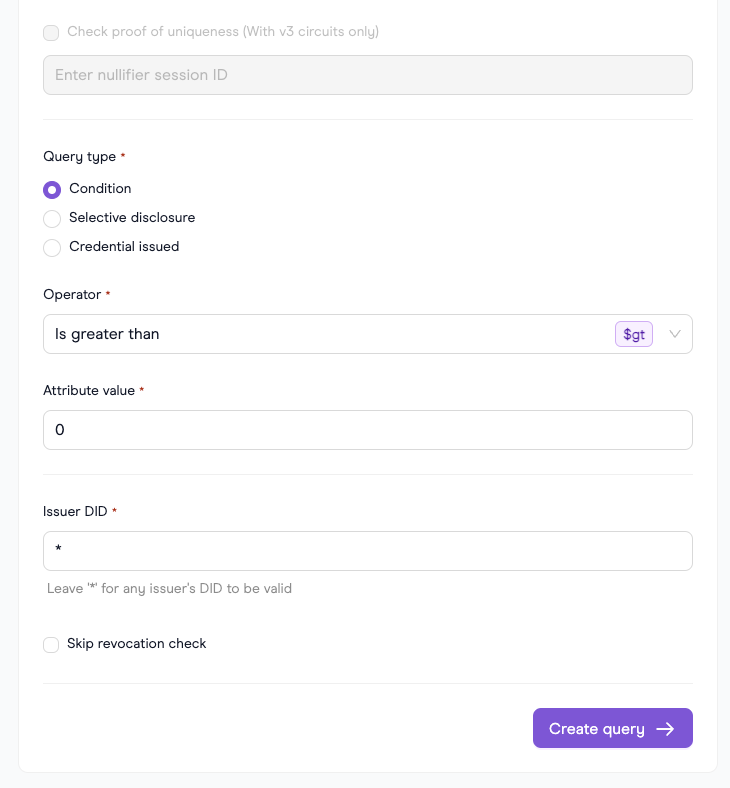 Check proof of uniqueness (With v3 circuits only)
Enter nullifier session ID
Query type *
Condition
Selective disclosure
Credential issued
Operator *
Is greater than $gt
Attribute value *
0
Issuer DID *
*
Leave '*' for any issuer's DID to be valid
Skip revocation check
Create query →